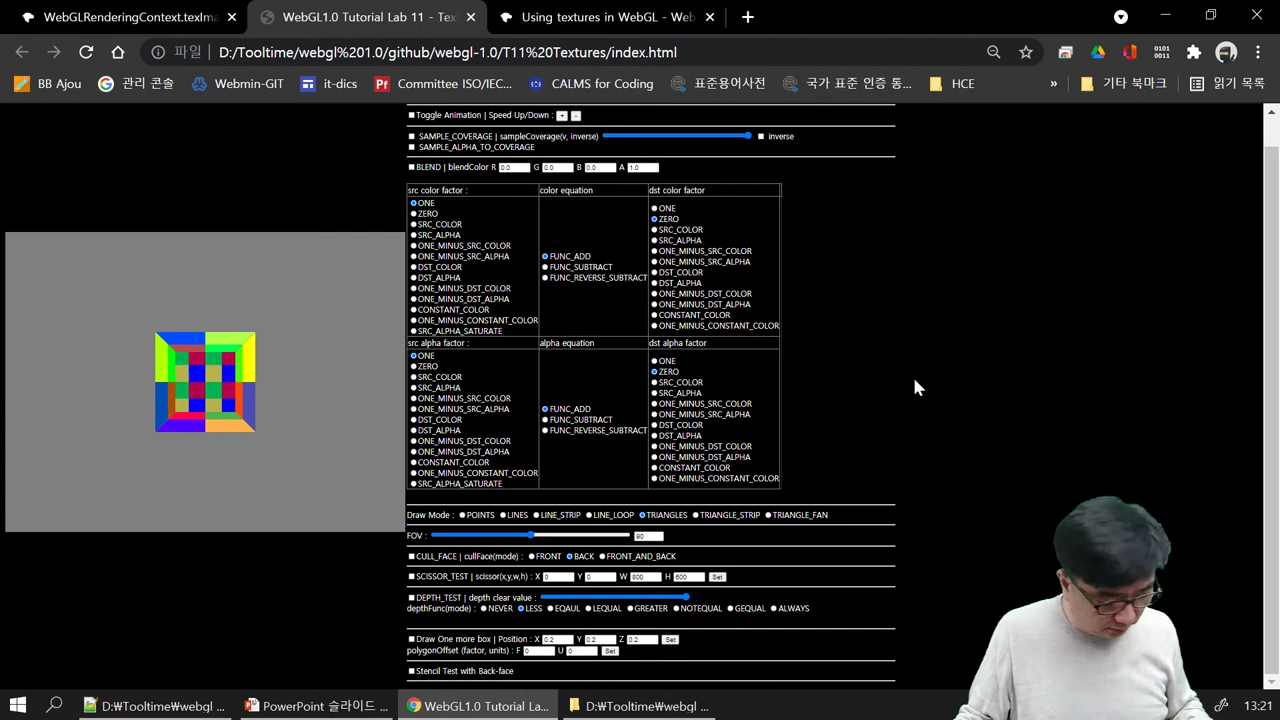 WebGLRenderingContext.texIma
WebGL1.0 Tutorial Lab 11 - Tex
Using textures in WebGL - Web
파일
D:/Tooltime/webgl%201.0/github/webgl-1.0/T11%20Textures/index.html
BB Ajou
관리 콘솔
Webmin-GIT
it-dics
Committee ISO/IEC...
CALMS for Coding
표준용어사전
국가 표준 인증 통...
HCE
»
기타 북마크
읽기 목록
Toggle Animation | Speed Up/Down : + -
SAMPLE_COVERAGE | sampleCoverage(v, inverse) inverse
SAMPLE_ALPHA_TO_COVERAGE
BLEND | blendColor R 0.0 G 0.0 B 0.0 A 1.0
src color factor :
ONE
ZERO
SRC_COLOR
SRC_ALPHA
ONE_MINUS_SRC_COLOR
ONE_MINUS_SRC_ALPHA
DST_COLOR
DST_ALPHA
ONE_MINUS_DST_COLOR
ONE_MINUS_DST_ALPHA
CONSTANT_COLOR
ONE_MINUS_CONSTANT_COLOR
SRC_ALPHA_SATURATE
color equation
FUNC_ADD
FUNC_SUBTRACT
FUNC_REVERSE_SUBTRACT
dst color factor
ONE
ZERO
SRC_COLOR
SRC_ALPHA
ONE_MINUS_SRC_COLOR
ONE_MINUS_SRC_ALPHA
DST_COLOR
DST_ALPHA
ONE_MINUS_DST_COLOR
ONE_MINUS_DST_ALPHA
CONSTANT_COLOR
ONE_MINUS_CONSTANT_COLOR
src alpha factor :
ONE
ZERO
SRC_COLOR
SRC_ALPHA
ONE_MINUS_SRC_COLOR
ONE_MINUS_SRC_ALPHA
DST_COLOR
DST_ALPHA
ONE_MINUS_DST_COLOR
ONE_MINUS_DST_ALPHA
CONSTANT_COLOR
ONE_MINUS_CONSTANT_COLOR
SRC_ALPHA_SATURATE
alpha equation
FUNC_ADD
FUNC_SUBTRACT
FUNC_REVERSE_SUBTRACT
dst alpha factor
ONE
ZERO
SRC_COLOR
SRC_ALPHA
ONE_MINUS_SRC_COLOR
ONE_MINUS_SRC_ALPHA
DST_COLOR
DST_ALPHA
ONE_MINUS_DST_COLOR
ONE_MINUS_DST_ALPHA
CONSTANT_COLOR
ONE_MINUS_CONSTANT_COLOR
Draw Mode : POINTS LINES LINE_STRIP LINE_LOOP TRIANGLES TRIANGLE_STRIP TRIANGLE_FAN
FOV : 90
CULL_FACE | cullFace(mode) : FRONT BACK FRONT_AND_BACK
SCISSOR_TEST | scissor(x,y,w,h) : X 0 Y 0 W 800 H 600 Set
DEPTH_TEST | depth clear value :
depthFunc(mode) : NEVER LESS EQAUL LEQUAL GREATER NOTEQUAL GEQUAL ALWAYS
Draw One more box | Position : X 0.2 Y 0.2 Z 0.2 Set
polygonOffset (factor, units) : F 0 U 0 Set
Stencil Test with Back-face
D:₩Tooltime₩webgl ...
PowerPoint 슬라이드 ...
WebGL1.0 Tutorial La...
D:₩Tooltime₩webgl ...
13:21